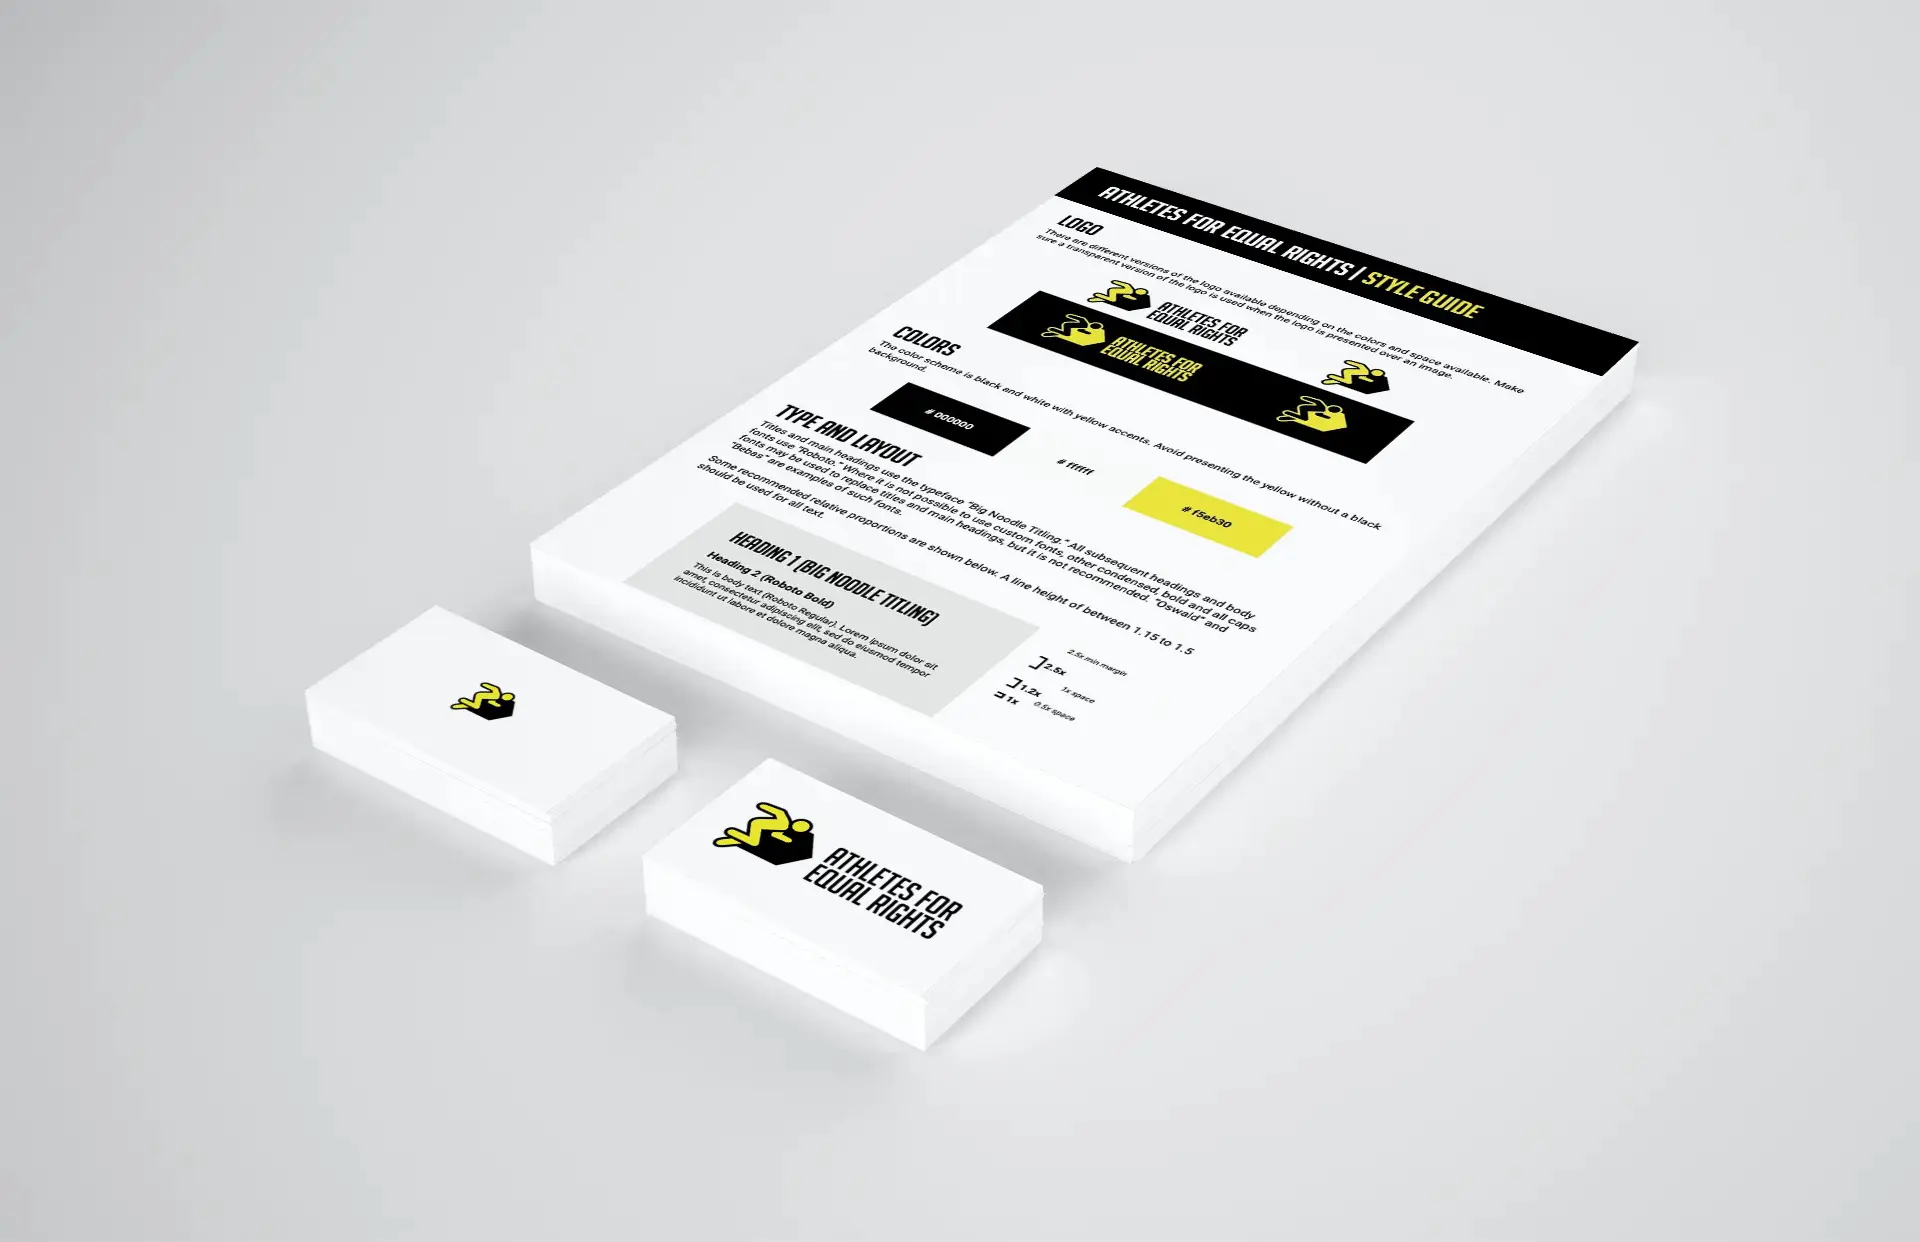 ATHLETES FOR EQUAL RIGHTS | STYLE GUIDE
LOGO
There are different versions of the logo available depending on the colors and space available. Make
sure a transparent version of the logo is used when the logo is presented over an image.
ATHLETES FOR
EQUAL RIGHTS
ATHLETES FOR
EQUAL RIGHTS
COLORS
The color scheme is black and white with yellow accents. Avoid presenting the yellow without a black
background.
# 000000
# ffffff
# f5eb30
TYPE AND LAYOUT
Titles and main headings use the typeface "Big Noodle Titling." All subsequent headings and body
fonts use "Roboto." Where it is not possible to use custom fonts, other condensed, bold and all caps
fonts may be used to replace titles and main headings, but it is not recommended. "Oswald" and
"Bebas" are examples of such fonts.
Some recommended relative proportions are shown below. A line height of between 1.15 to 1.5
should be used for all text.
HEADING 1 (BIG NOODLE TITLING)
Heading 2 (Roboto Bold)
This is body text (Roboto Regular). Lorem ipsum dolor sit
amet, consectetur adipiscing elit, sed do eiusmod tempor
incididunt ut labore et dolore magna aliqua.
2.5x min margin
2.5x
1x space
1.2x
0.5x space
1x
ATHLETES FOR
EQUAL RIGHTS